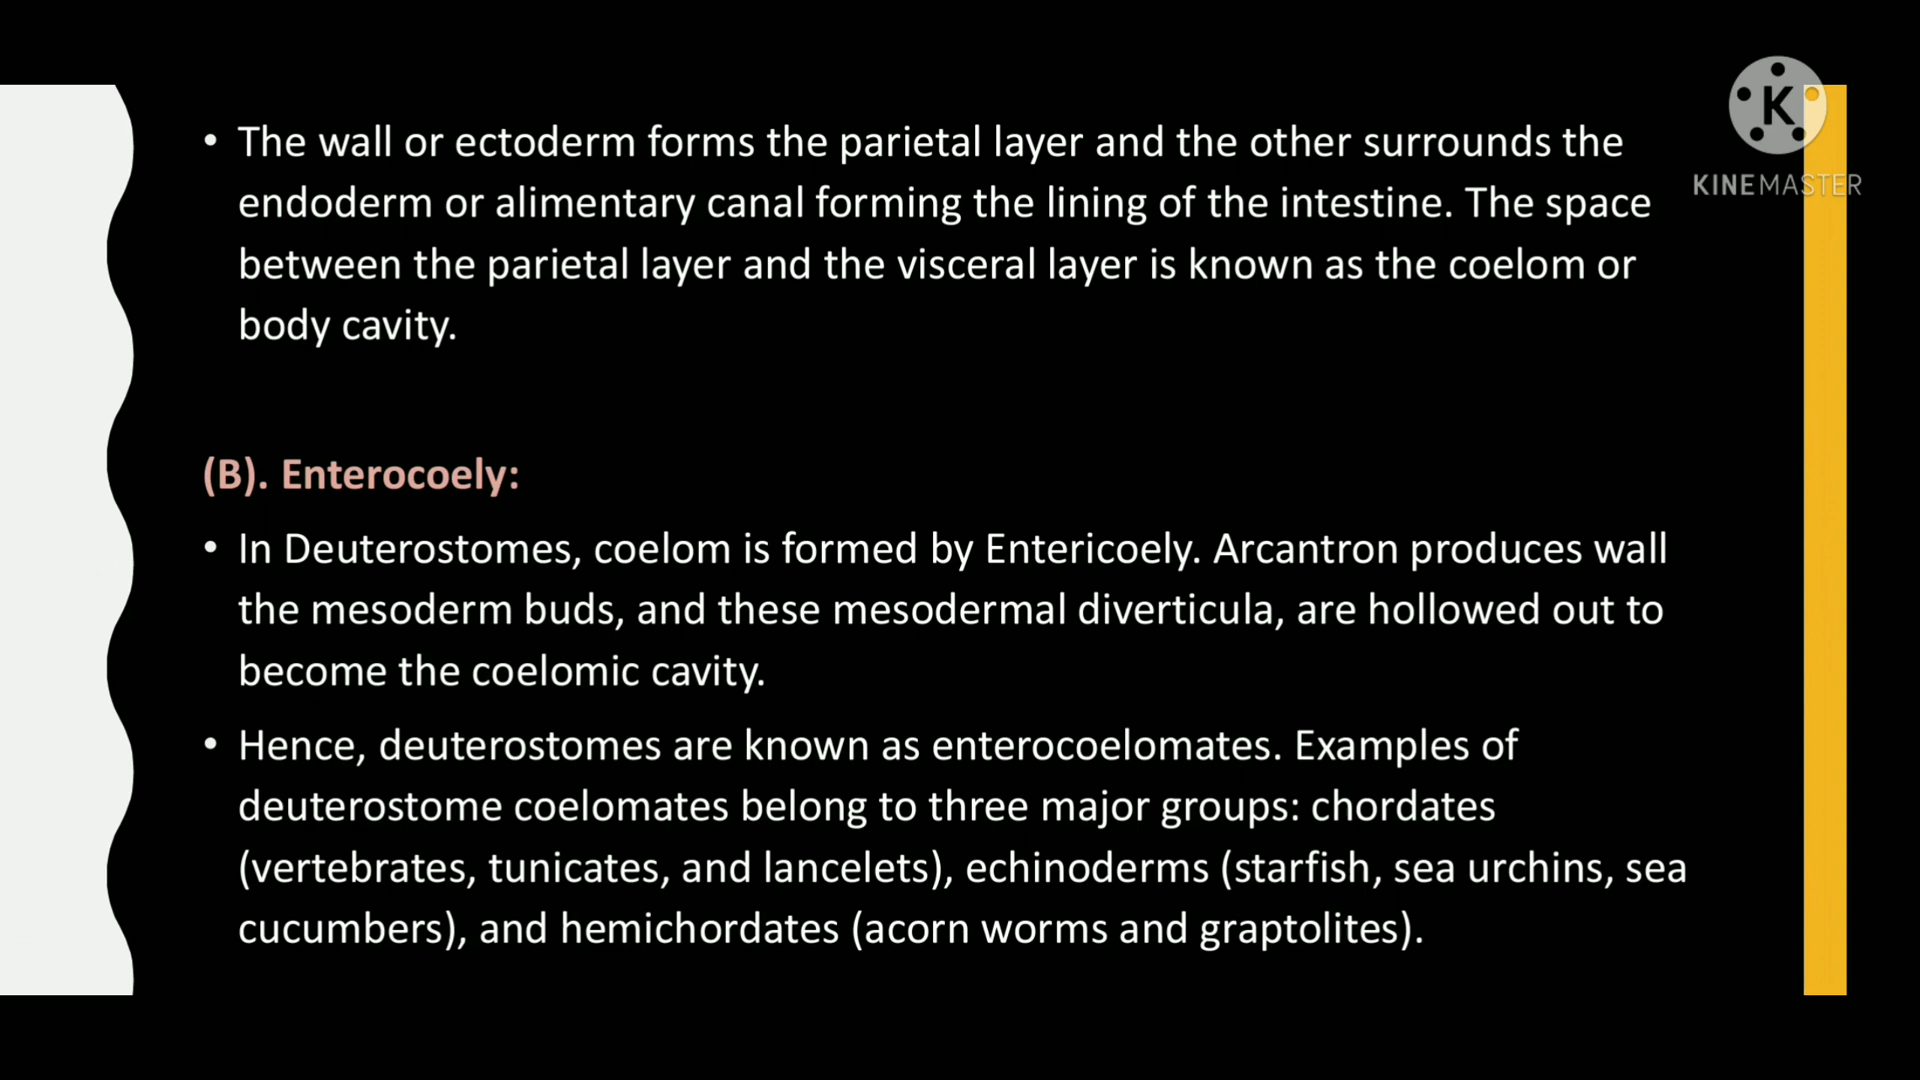 • The wall or ectoderm forms the parietal layer and the other surrounds the
endoderm or alimentary canal forming the lining of the intestine. The space
between the parietal layer and the visceral layer is known as the coelom or
body cavity.
K
KINEMASTER
(B). Enterocoely:
• In Deuterostomes, coelom is formed by Entericoely. Arcantron produces wall
the mesoderm buds, and these mesodermal diverticula, are hollowed out to
become the coelomic cavity.
• Hence, deuterostomes are known as enterocoelomates. Examples of
deuterostome coelomates belong to three major groups: chordates
(vertebrates, tunicates, and lancelets), echinoderms (starfish, sea urchins, sea
cucumbers), and hemichordates (acorn worms and graptolites).